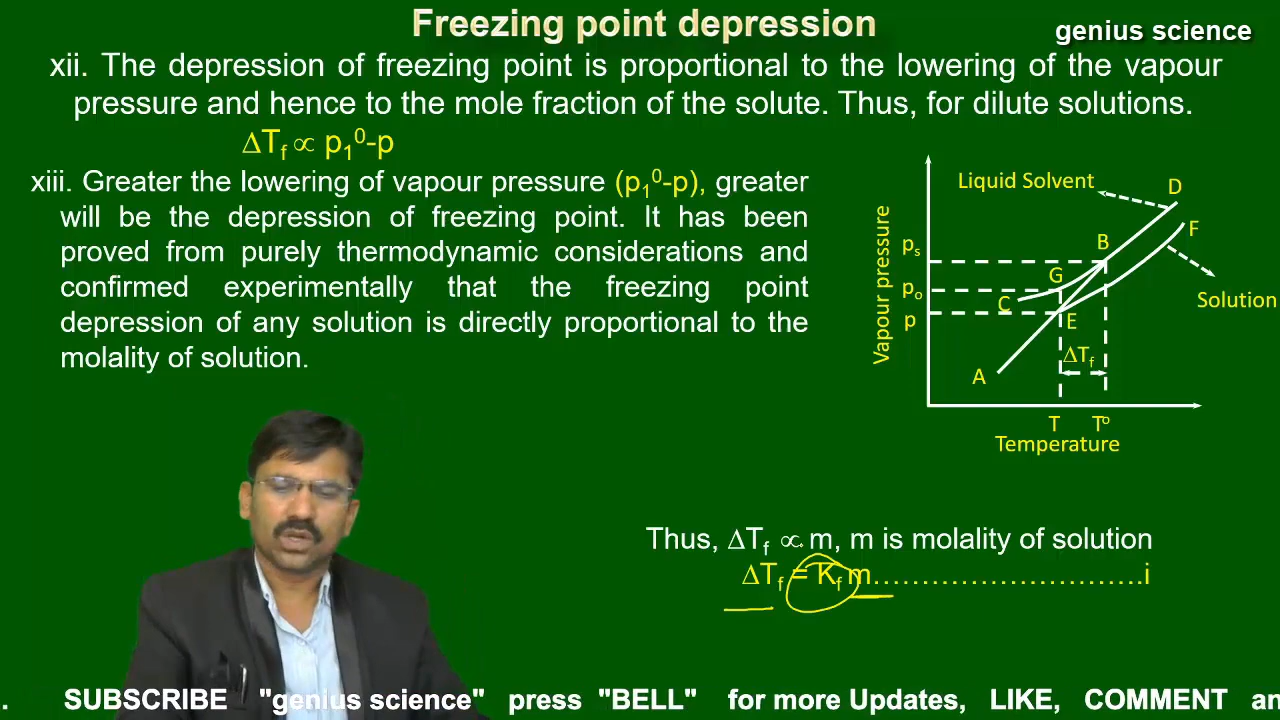 Freezing point depression
genius science
xii. The depression of freezing point is proportional to the lowering of the vapour
pressure and hence to the mole fraction of the solute. Thus, for dilute solutions.
ΔTf ∝ p₁⁰-p
xiii. Greater the lowering of vapour pressure (p₁⁰-p), greater
will be the depression of freezing point. It has been
proved from purely thermodynamic considerations and
confirmed experimentally that the freezing point
depression of any solution is directly proportional to the
molality of solution.
Liquid Solvent
D
F
B
Vapour pressure
pₛ
G
pₒ
C
Solution
p
E
ΔTf
A
T
T⁰
Temperature
Thus, ΔTf ∝ m, m is molality of solution
ΔTf = Kf m................................i
. SUBSCRIBE "genius science" press "BELL" for more Updates, LIKE, COMMENT an